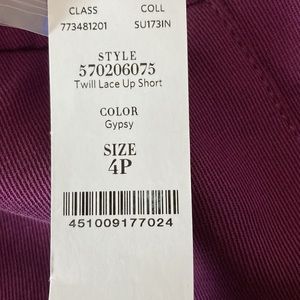 CLASS COLL
773481201 SU173IN
STYLE
570206075
Twill Lace Up Short
COLOR
Gypsy
SIZE
4P
451009177024